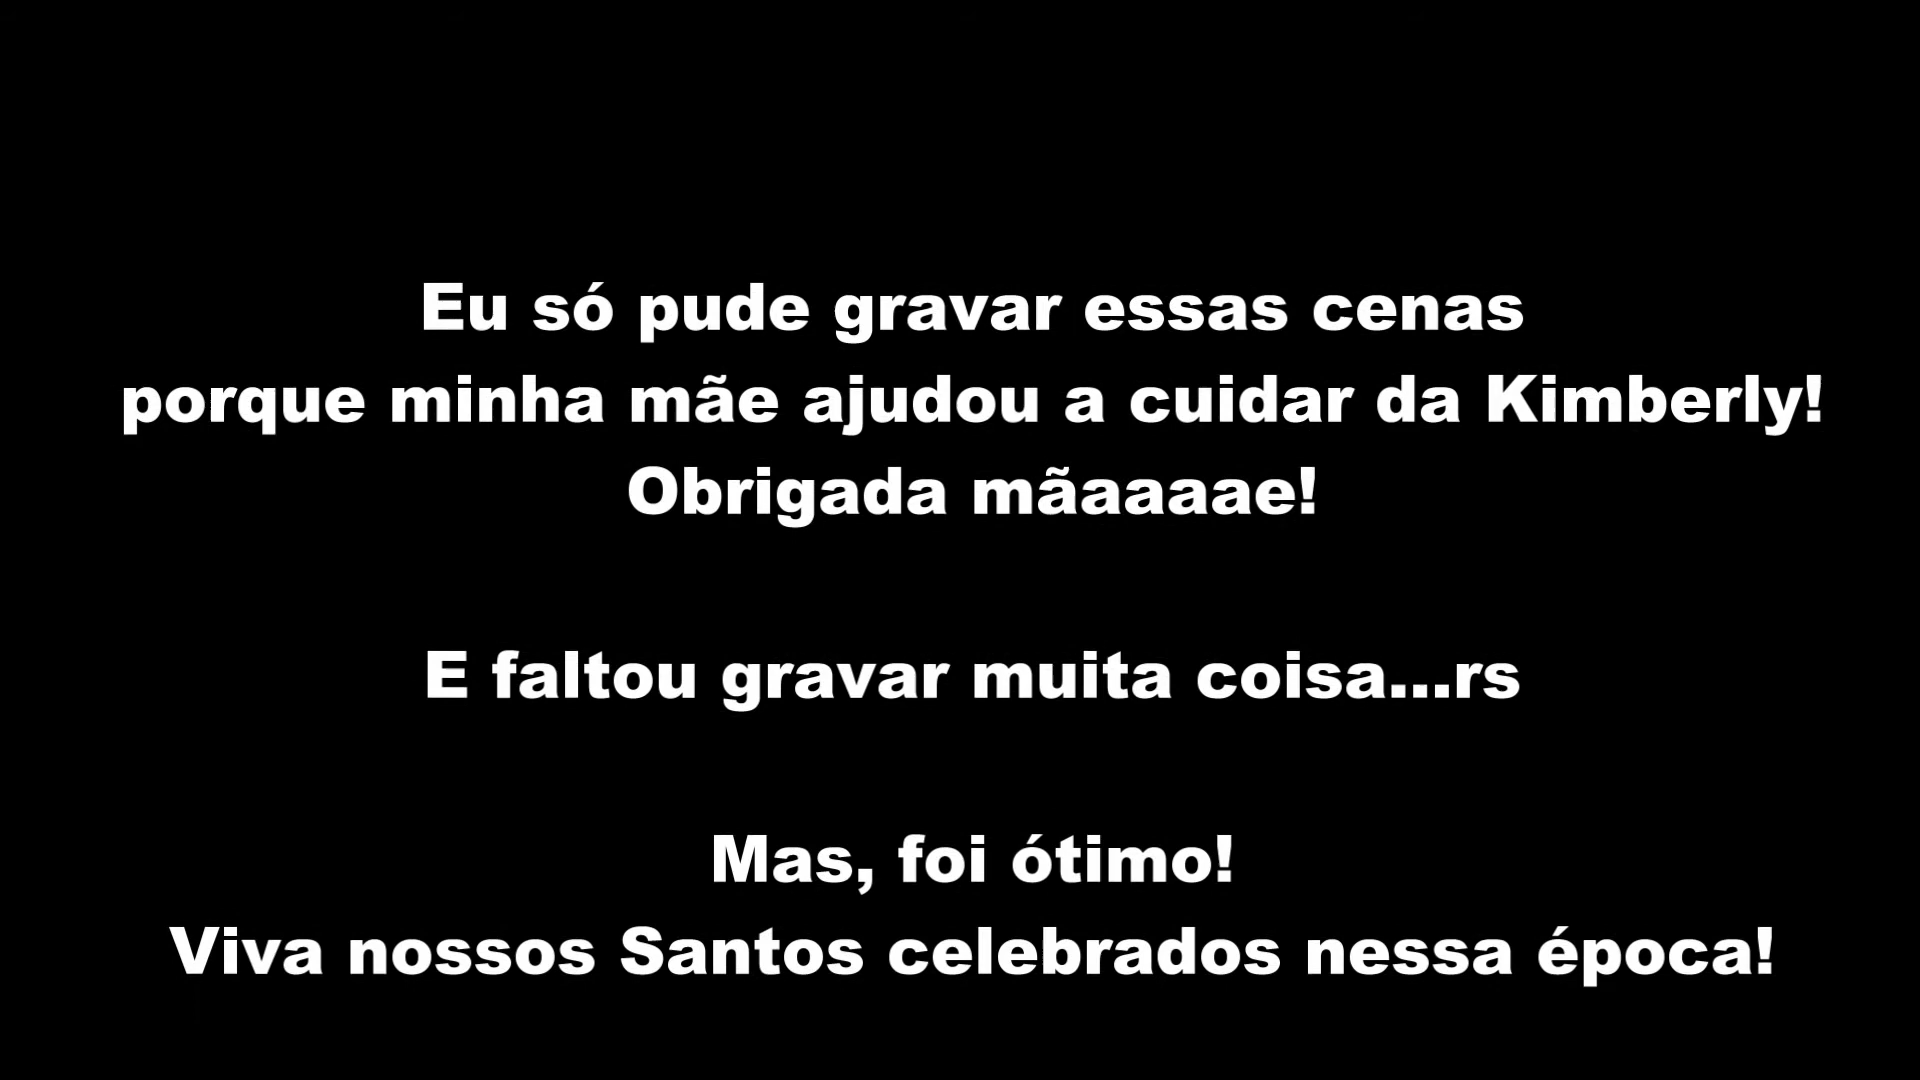 Eu só pude gravar essas cenas
porque minha mãe ajudou a cuidar da Kimberly!
Obrigada mãaaaae!
E faltou gravar muita coisa...rs
Mas, foi ótimo!
Viva nossos Santos celebrados nessa época!